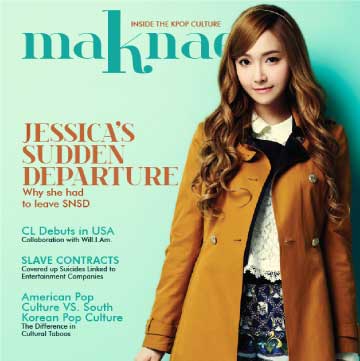 INSIDE THE KPOP CULTURE
maknae
JESSICA'S
SUDDEN
DEPARTURE
Why she had
to leave SNSD
CL Debuts in USA
Collaboration with Will.I.Am.
SLAVE CONTRACTS
Covered up Suicides Linked to
Entertainment Companies
American Pop
Culture VS. South
Korean Pop Culture
The Difference in
Cultural Taboos